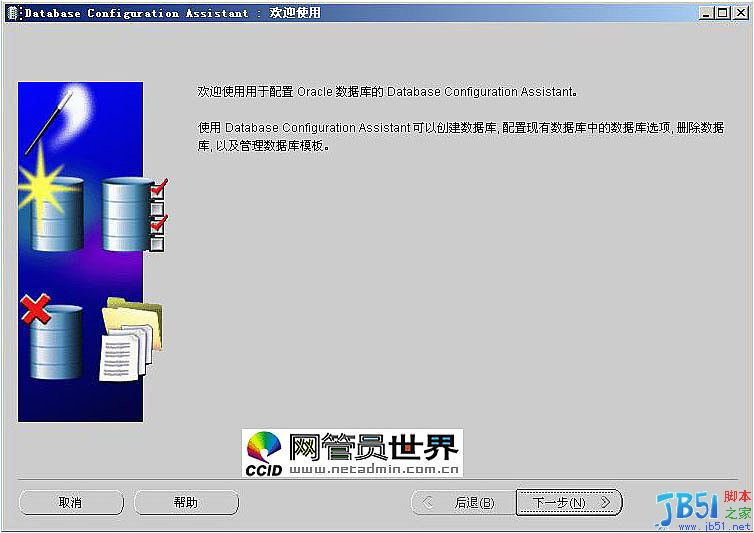 Database Configuration Assistant : 欢迎使用
欢迎使用用于配置 Oracle 数据库的 Database Configuration Assistant。
使用 Database Configuration Assistant 可以创建数据库, 配置现有数据库中的数据库选项, 删除数据
库, 以及管理数据库模板。
网管员世界
CCID www.netadmin.com.cn
取消
帮助
后退(B)
下一步(N)
JB51 脚本
之家
www.jb51.net